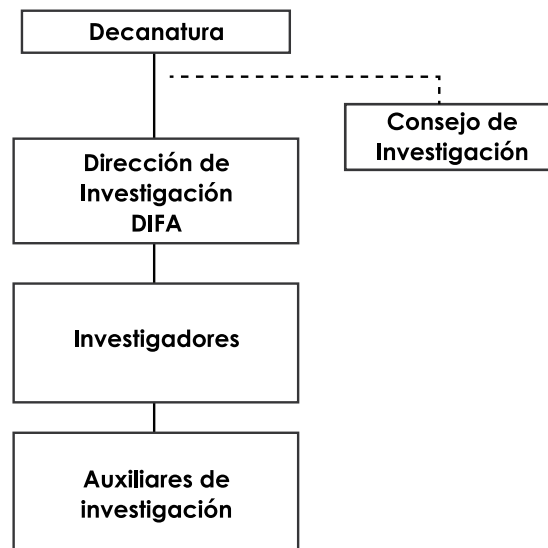 Decanatura
Consejo de
Investigación
Dirección de
Investigación
DIFA
Investigadores
Auxiliares de
investigación